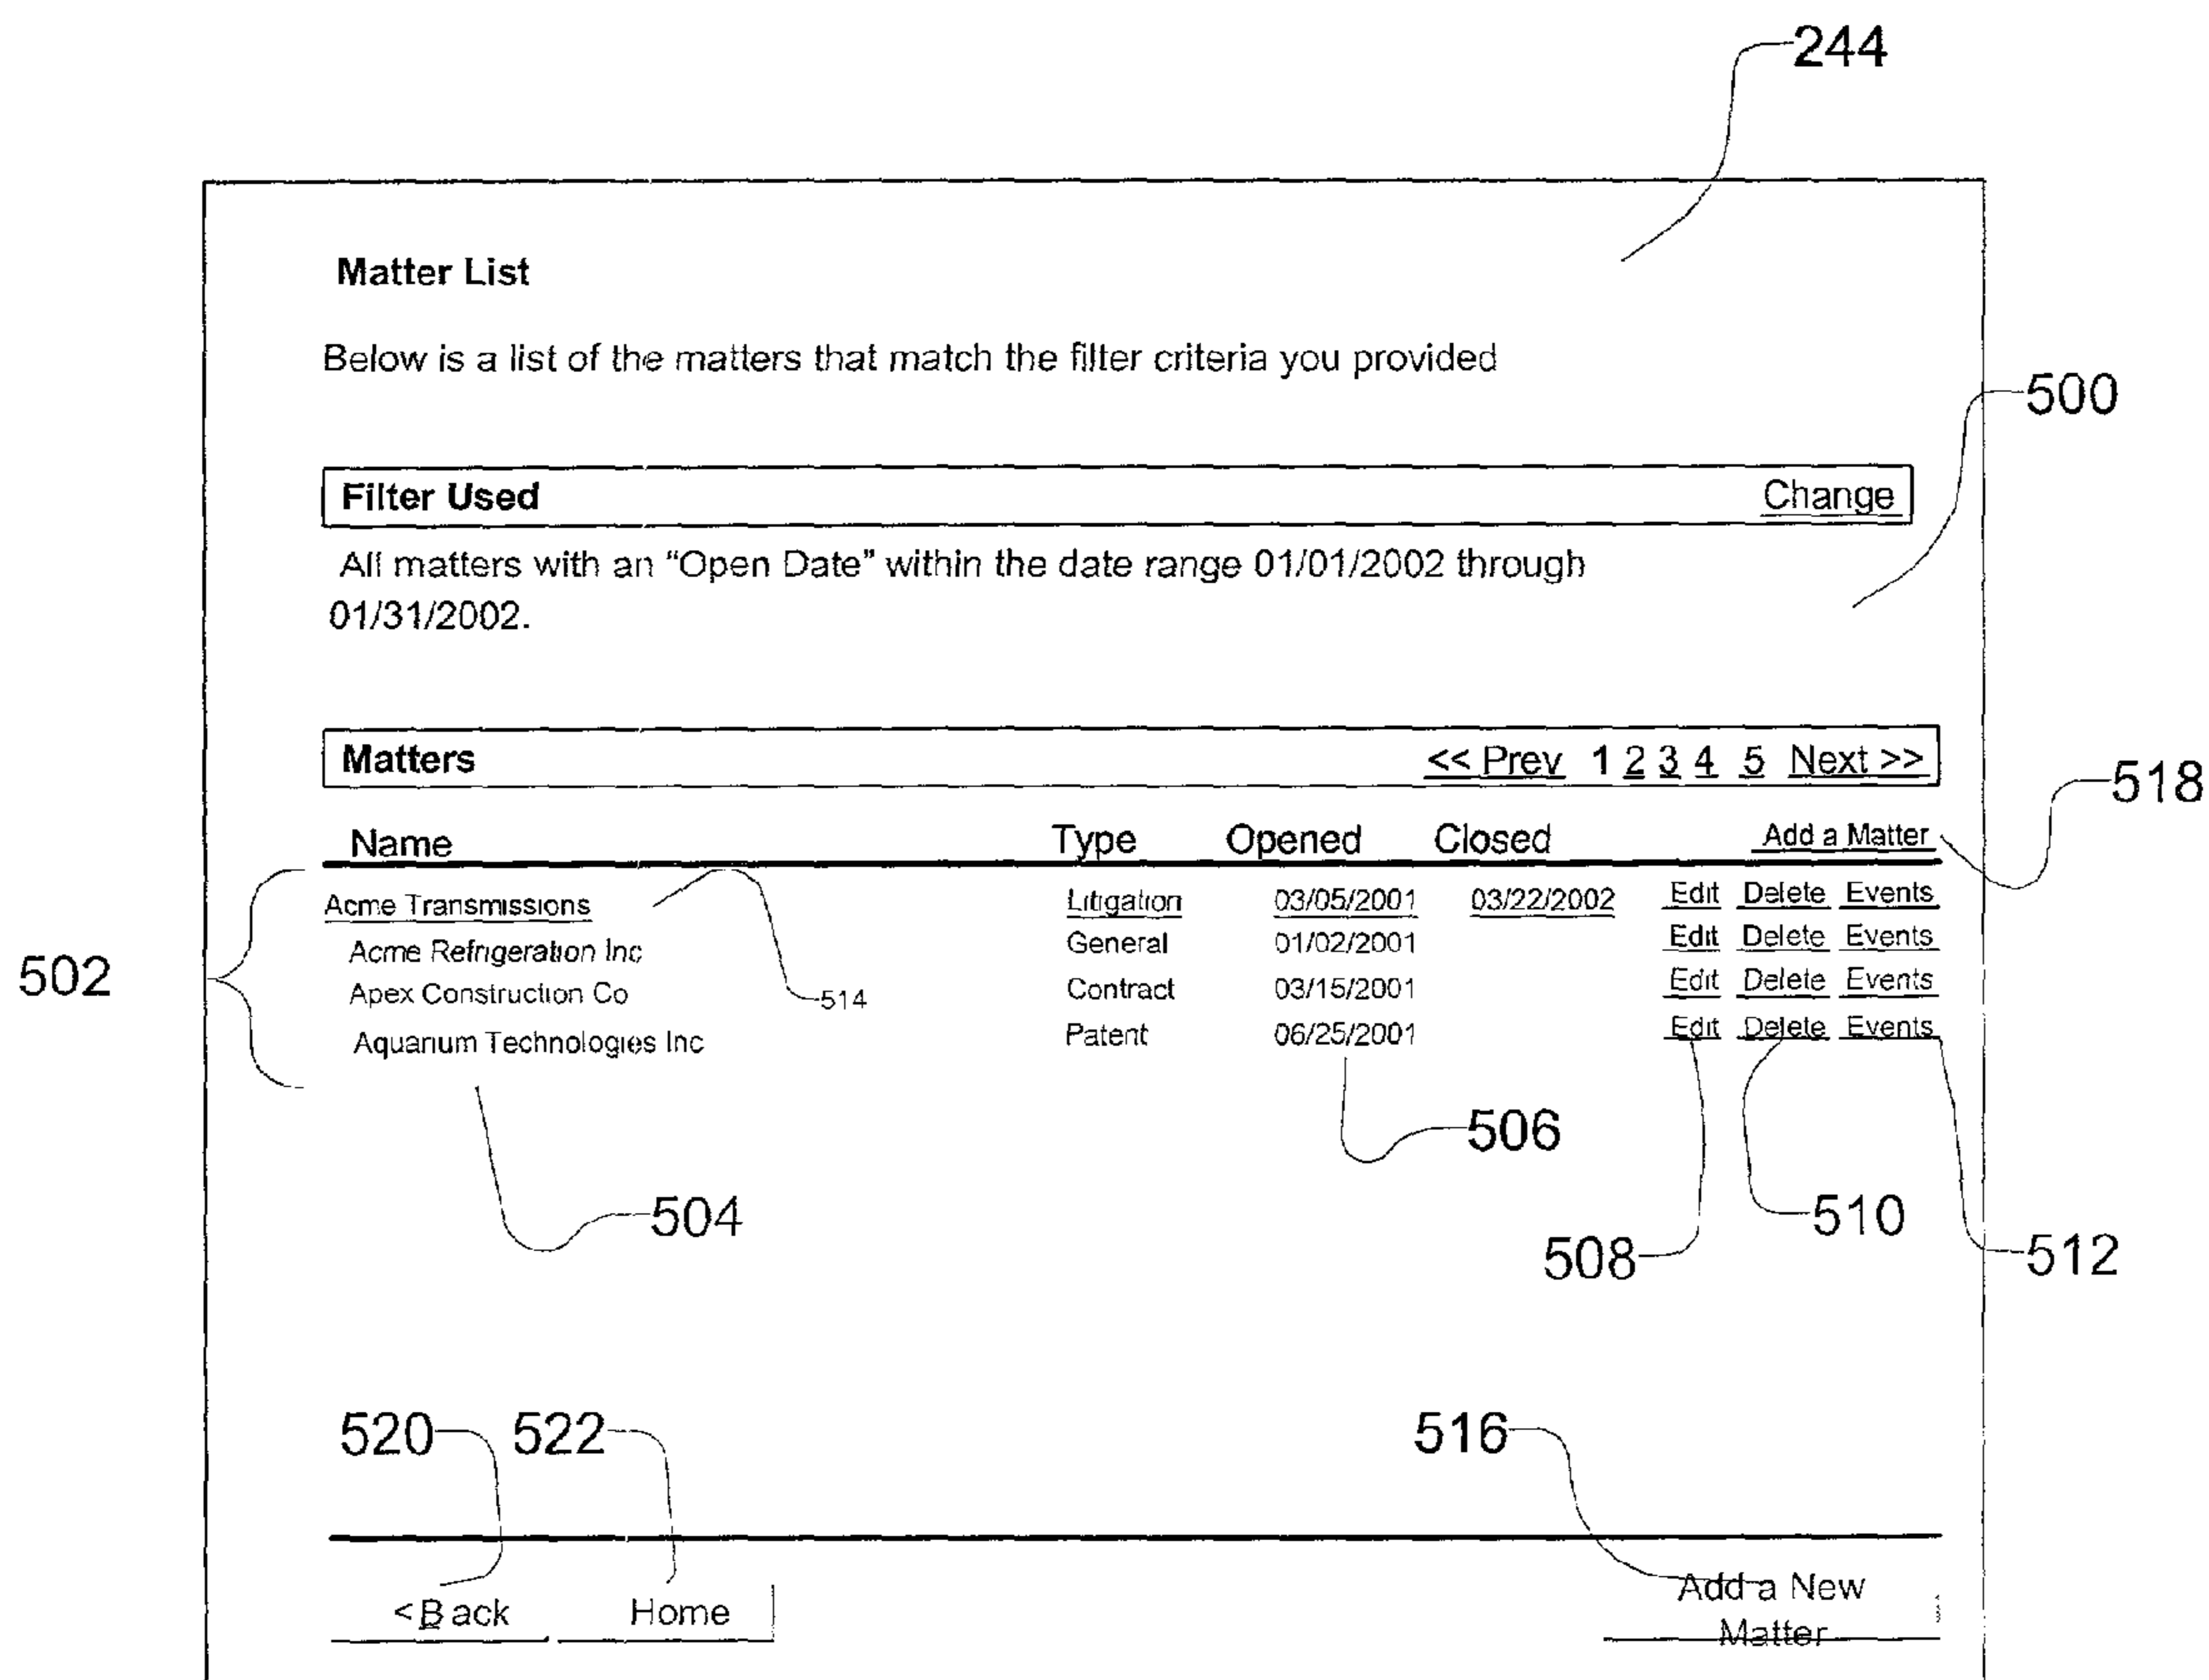 244
Matter List
Below is a list of the matters that match the filter criteria you provided
500
Filter Used Change
All matters with an “Open Date” within the date range 01/01/2002 through
01/31/2002.
Matters << Prev 1 2 3 4 5 Next >>
518
Name Type Opened Closed Add a Matter
Acme Transmissions Litigation 03/05/2001 03/22/2002 Edit Delete Events
Acme Refrigeration Inc General 01/02/2001 Edit Delete Events
502
Apex Construction Co 514 Contract 03/15/2001 Edit Delete Events
Aquarium Technologies Inc Patent 06/25/2001 Edit Delete Events
506
504 510
508 512
520 522 516
<Back Home Add a New
Matter